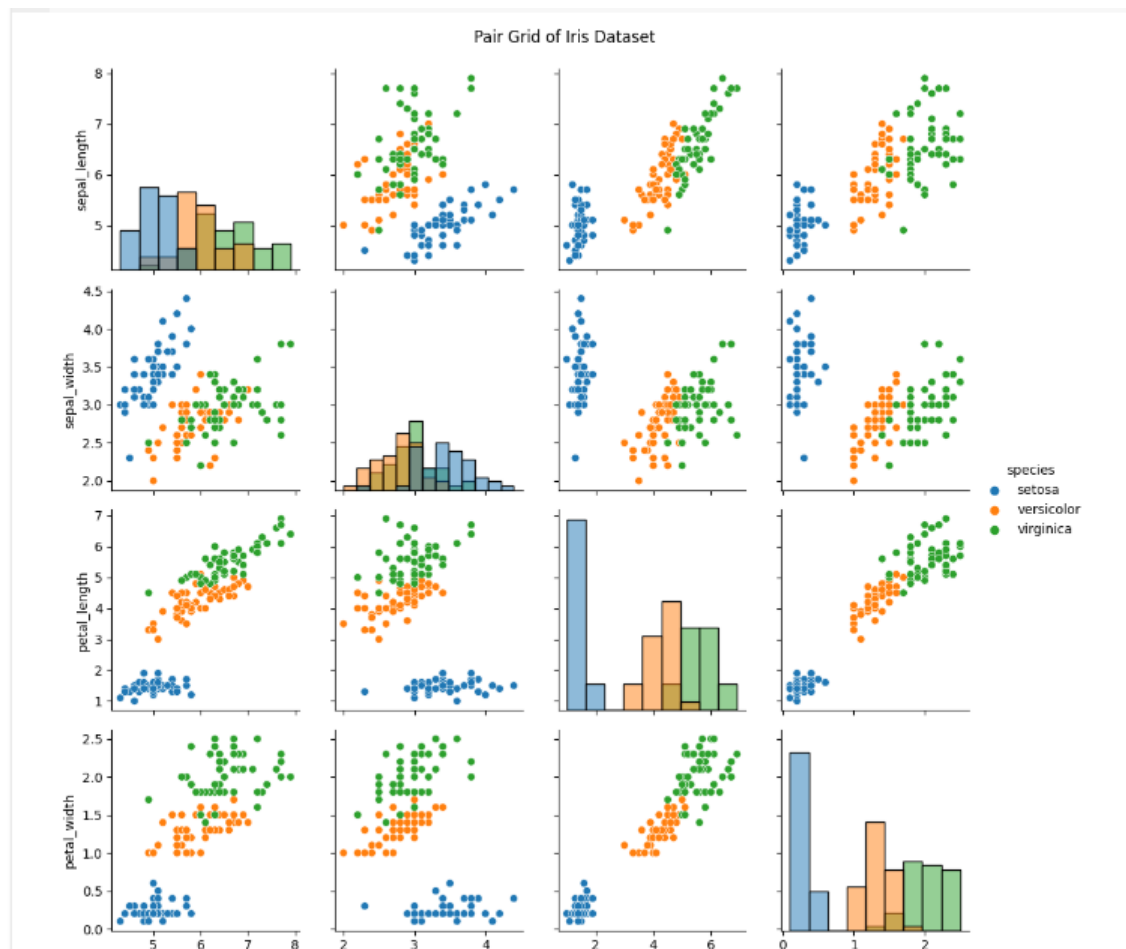 Pair Grid of Iris Dataset
8
7
6
5
sepal_length
4.5
4.0
3.5
3.0
2.5
2.0
sepal_width
species
setosa
versicolor
virginica
7
6
5
4
3
2
1
petal_length
2.5
2.0
1.5
1.0
0.5
0.0
petal_width
5 6 7 8
2 3 4
2 4 6
0 1 2